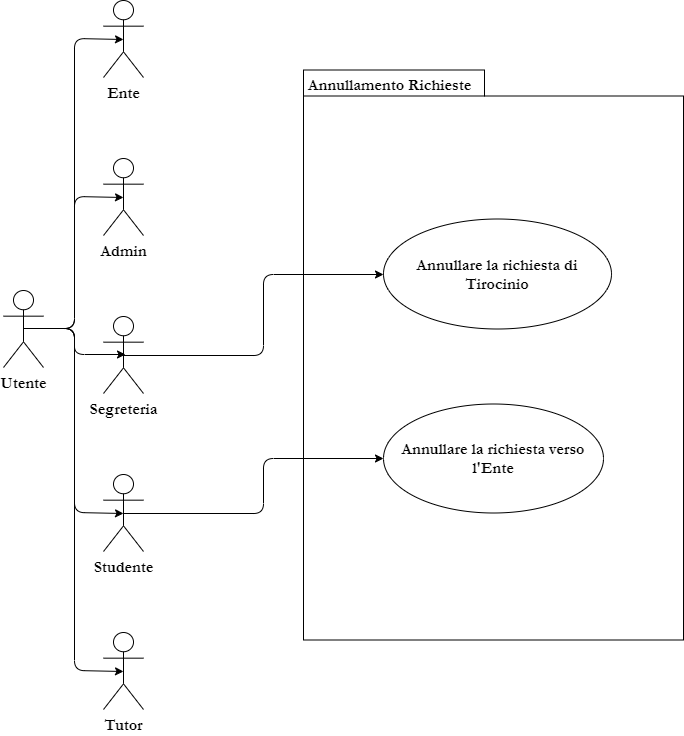 Ente
Annullamento Richieste
Admin
Annullare la richiesta di
Tirocinio
Utente
Segreteria
Annullare la richiesta verso
l'Ente
Studente
Tutor